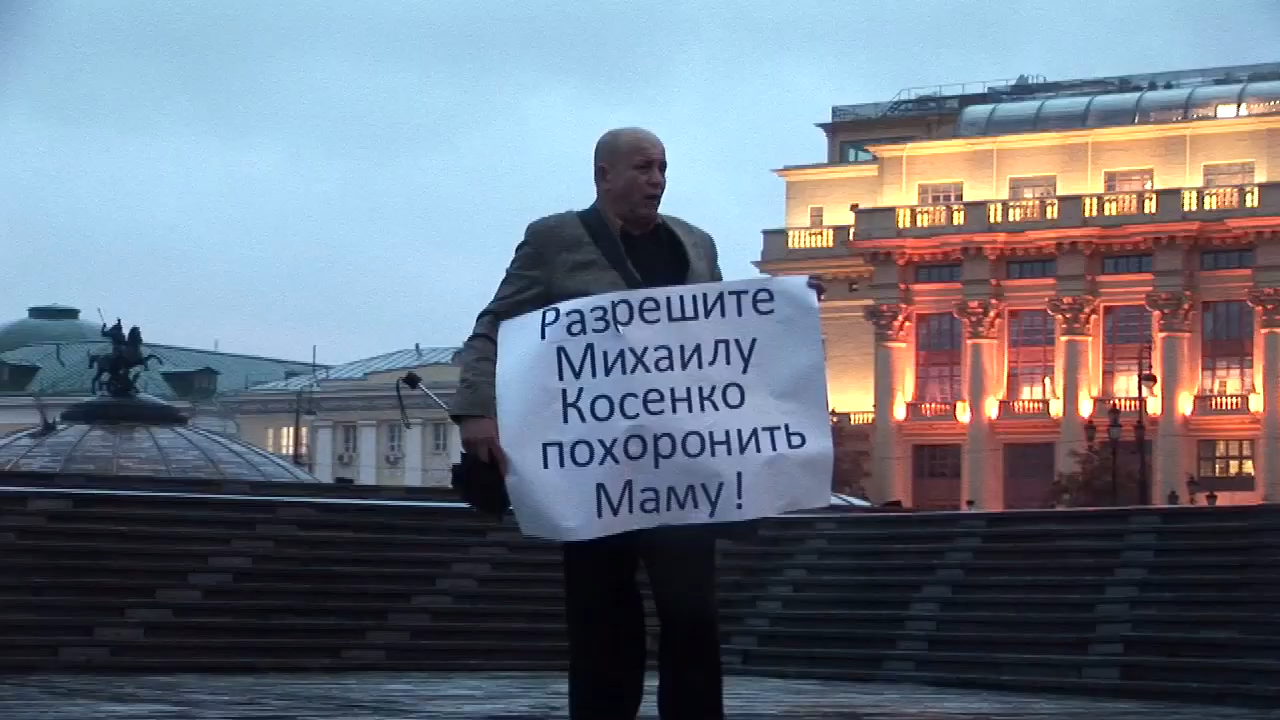 Разрешите
Михаилу
Косенко
похоронить
Маму!